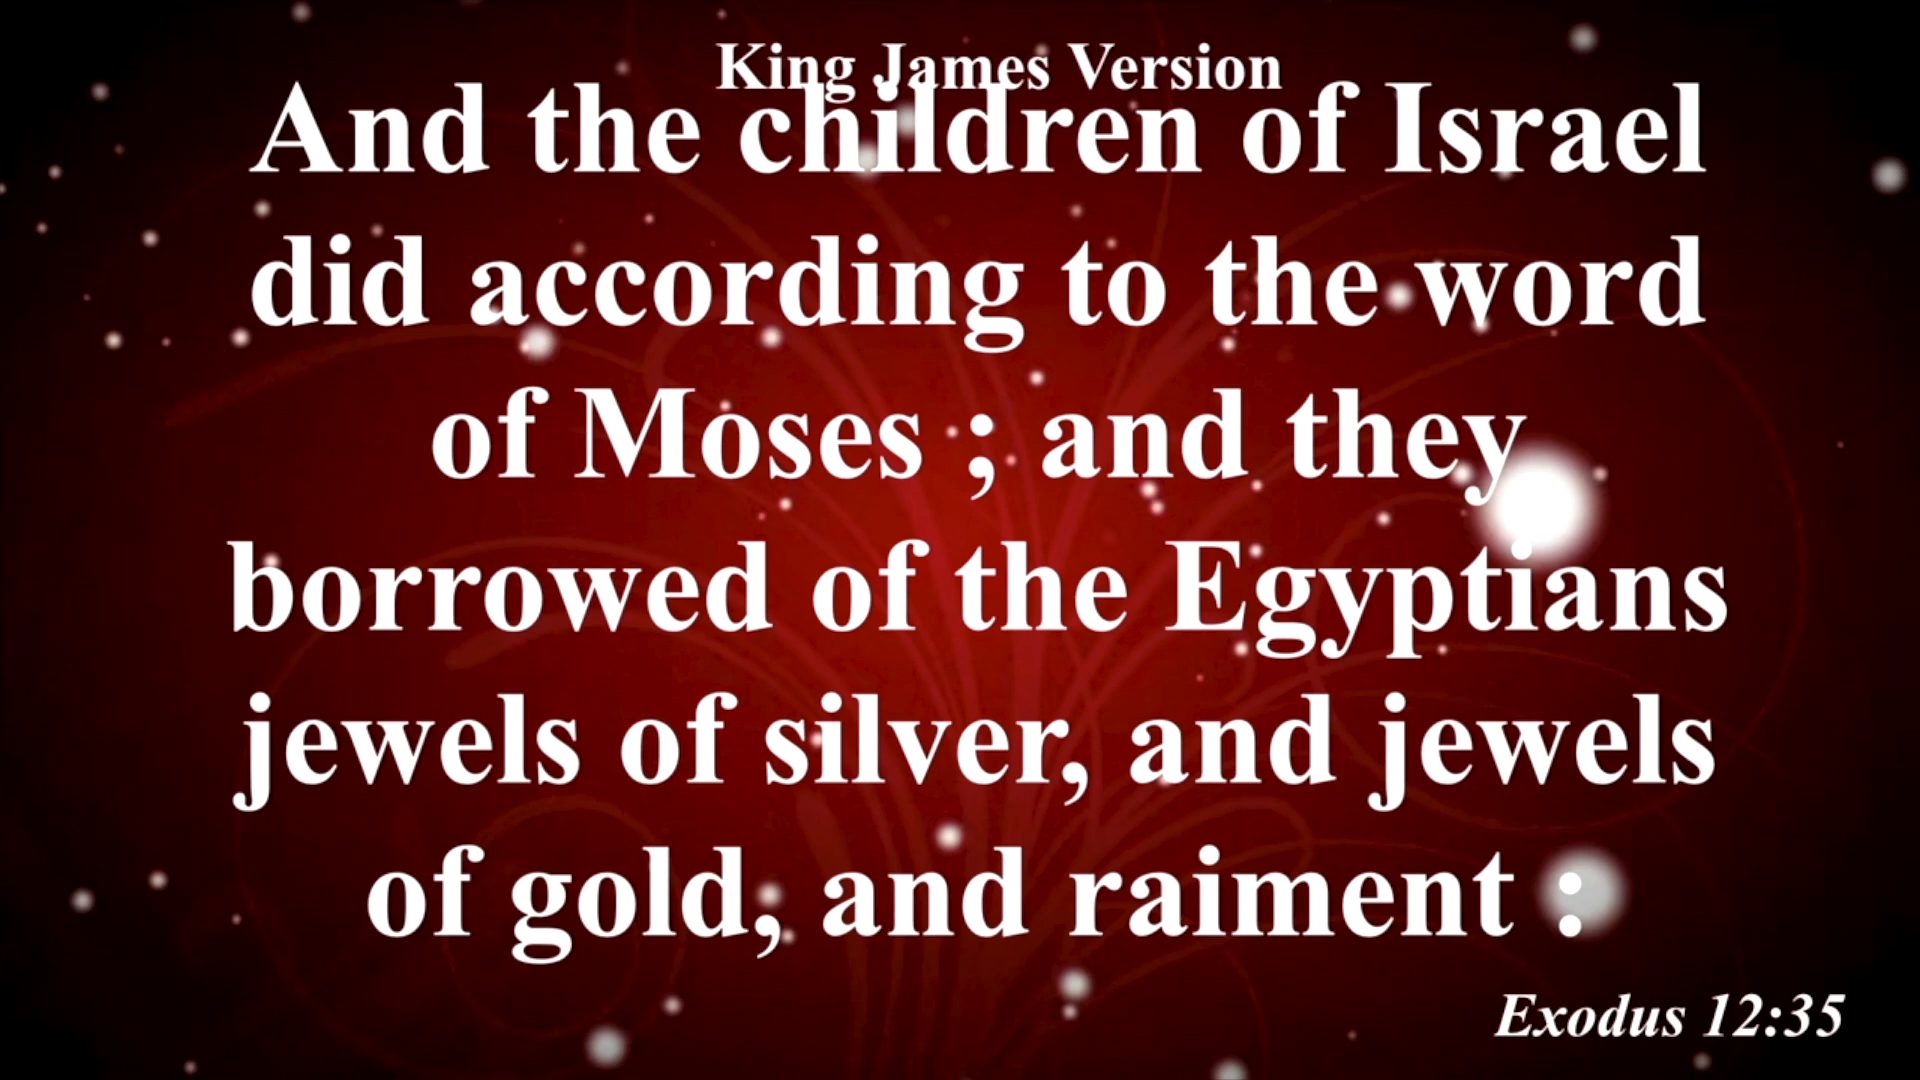 King James Version
And the children of Israel
did according to the word
of Moses ; and they
borrowed of the Egyptians
jewels of silver, and jewels
of gold, and raiment :
Exodus 12:35